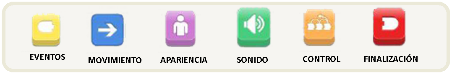 EVENTOS MOVIMIENTO APARIENCIA SONIDO CONTROL FINALIZACIÓN